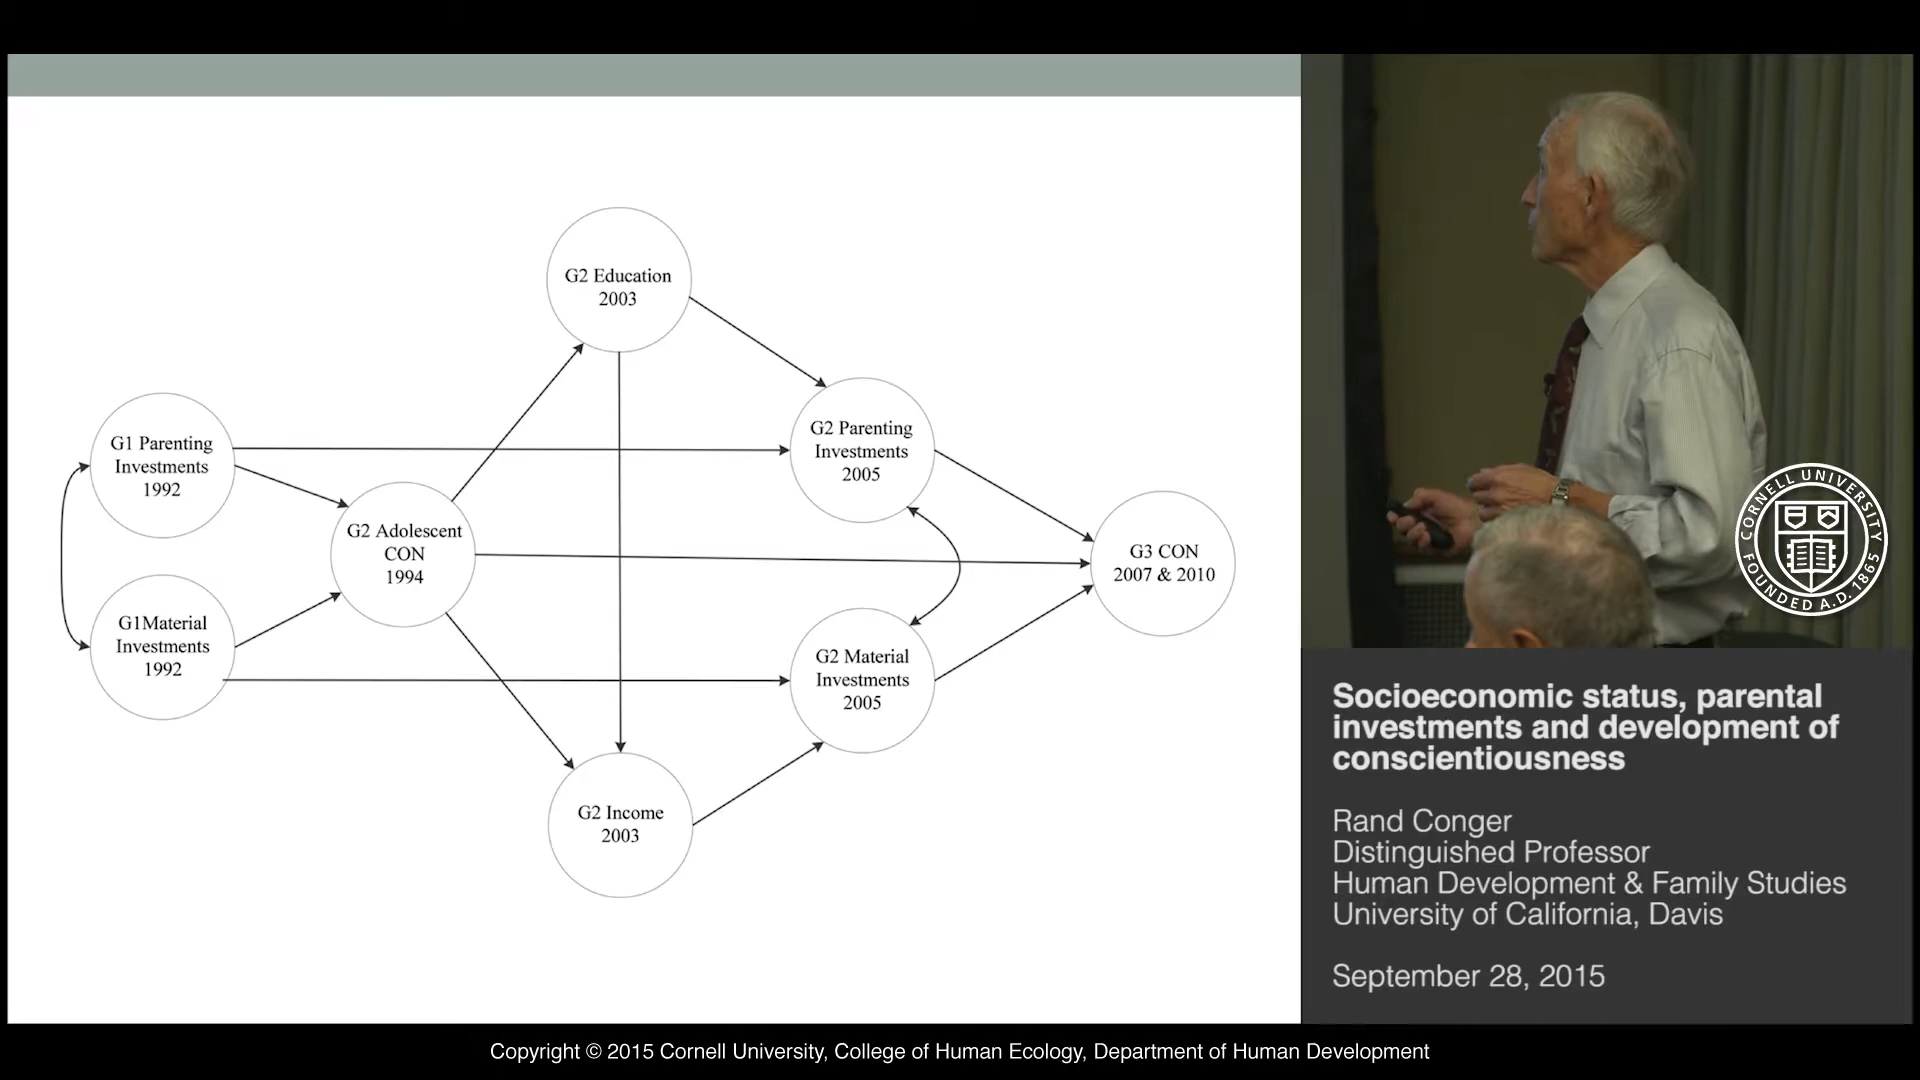 G2 Education
2003
G1 Parenting
Investments
1992
G2 Parenting
Investments
2005
G2 Adolescent
CON
1994
G3 CON
2007 & 2010
G1Material
Investments
1992
G2 Material
Investments
2005
G2 Income
2003
CORNELL UNIVERSITY
FOUNDED A.D. 1865
Socioeconomic status, parental
investments and development of
conscientiousness
Rand Conger
Distinguished Professor
Human Development & Family Studies
University of California, Davis
September 28, 2015
Copyright © 2015 Cornell University, College of Human Ecology, Department of Human Development